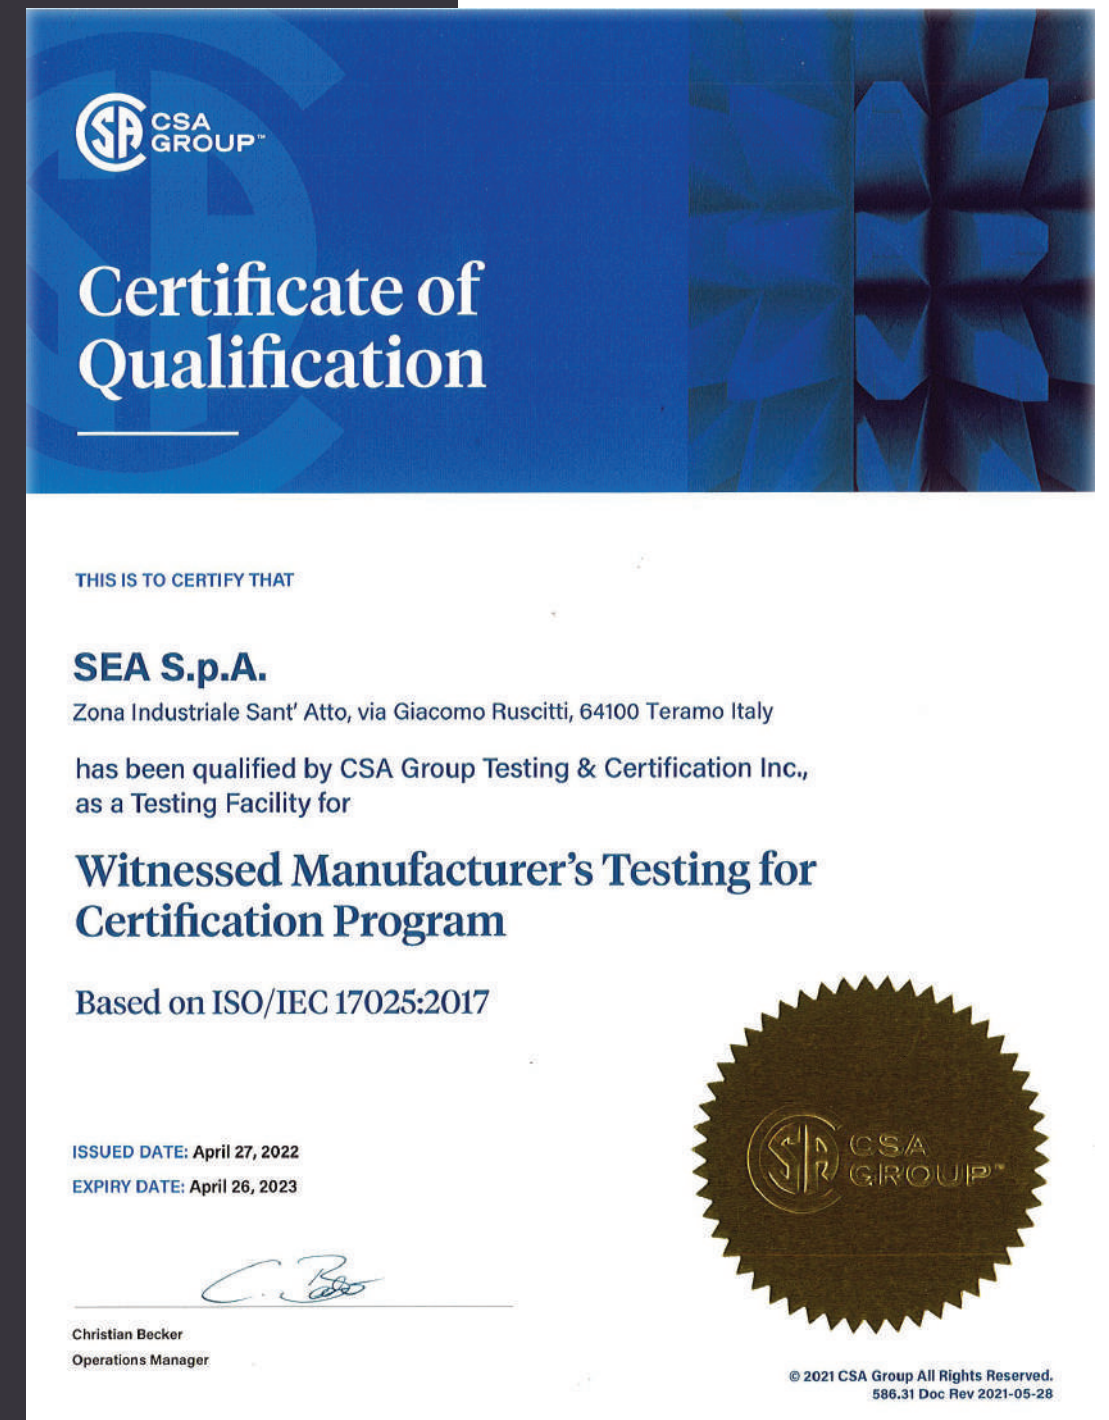 CSA
GROUP™
Certificate of
Qualification
THIS IS TO CERTIFY THAT
SEA S.p.A.
Zona Industriale Sant' Atto, via Giacomo Ruscitti, 64100 Teramo Italy
has been qualified by CSA Group Testing & Certification Inc.,
as a Testing Facility for
Witnessed Manufacturer's Testing for
Certification Program
Based on ISO/IEC 17025:2017
ISSUED DATE: April 27, 2022
EXPIRY DATE: April 26, 2023
CSA
GROUP™
Christian Becker
Operations Manager
© 2021 CSA Group All Rights Reserved.
586.31 Doc Rev 2021-05-28